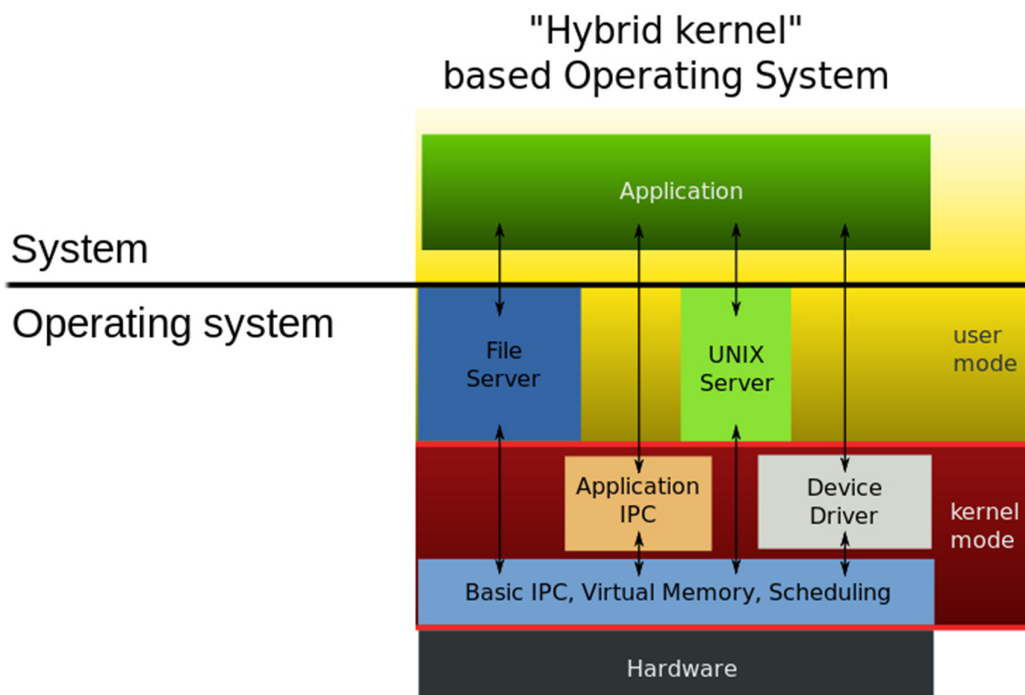 "Hybrid kernel"
based Operating System
Application
System
Operating system
File
Server
UNIX
Server
user
mode
Application
IPC
Device
Driver
kernel
mode
Basic IPC, Virtual Memory, Scheduling
Hardware